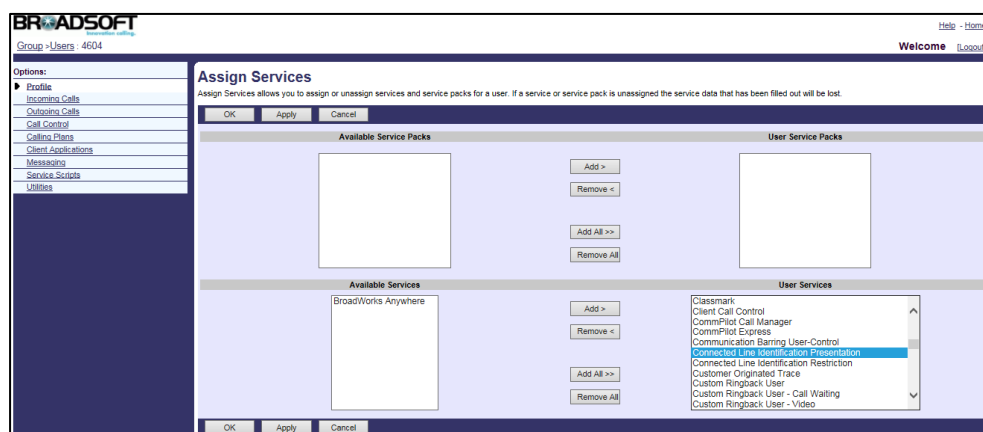 BROADSOFT
Innovation calling.
Help - Home
Group >Users : 4604
Welcome [Logout
Options:
Profile
Incoming Calls
Outgoing Calls
Call Control
Calling Plans
Client Applications
Messaging
Service Scripts
Utilities
Assign Services
Assign Services allows you to assign or unassign services and service packs for a user. If a service or service pack is unassigned the service data that has been filled out will be lost.
OK Apply Cancel
Available Service Packs User Service Packs
Add >
Remove <
Add All >>
Remove All
Available Services User Services
BroadWorks Anywhere
Add >
Remove <
Add All >>
Remove All
Classmark
Client Call Control
CommPilot Call Manager
CommPilot Express
Communication Barring User-Control
Connected Line Identification Presentation
Connected Line Identification Restriction
Customer Originated Trace
Custom Ringback User
Custom Ringback User - Call Waiting
Custom Ringback User - Video
OK Apply Cancel